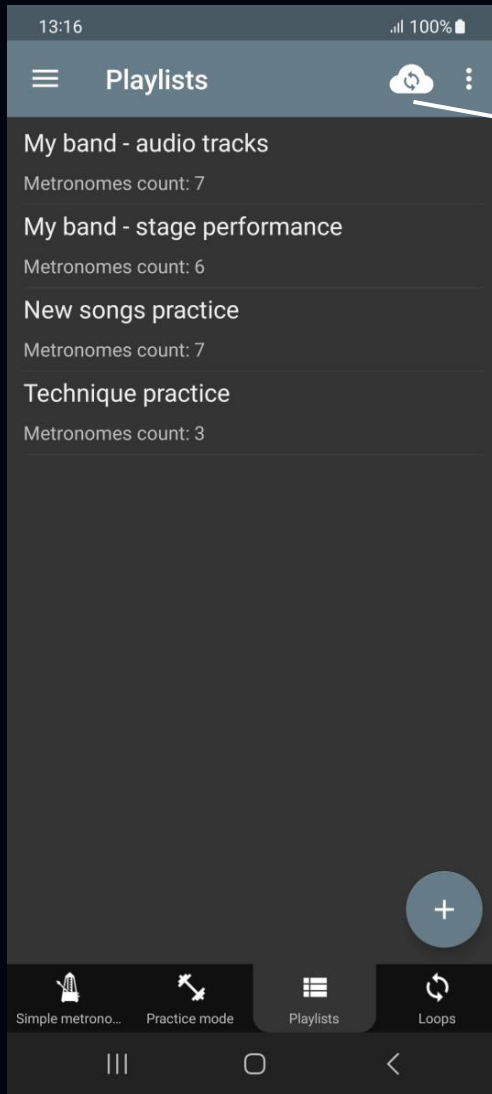 13:16
100%
Playlists
My band - audio tracks
Metronomes count: 7
My band - stage performance
Metronomes count: 6
New songs practice
Metronomes count: 7
Technique practice
Metronomes count: 3
Simple metrono... Practice mode Playlists Loops